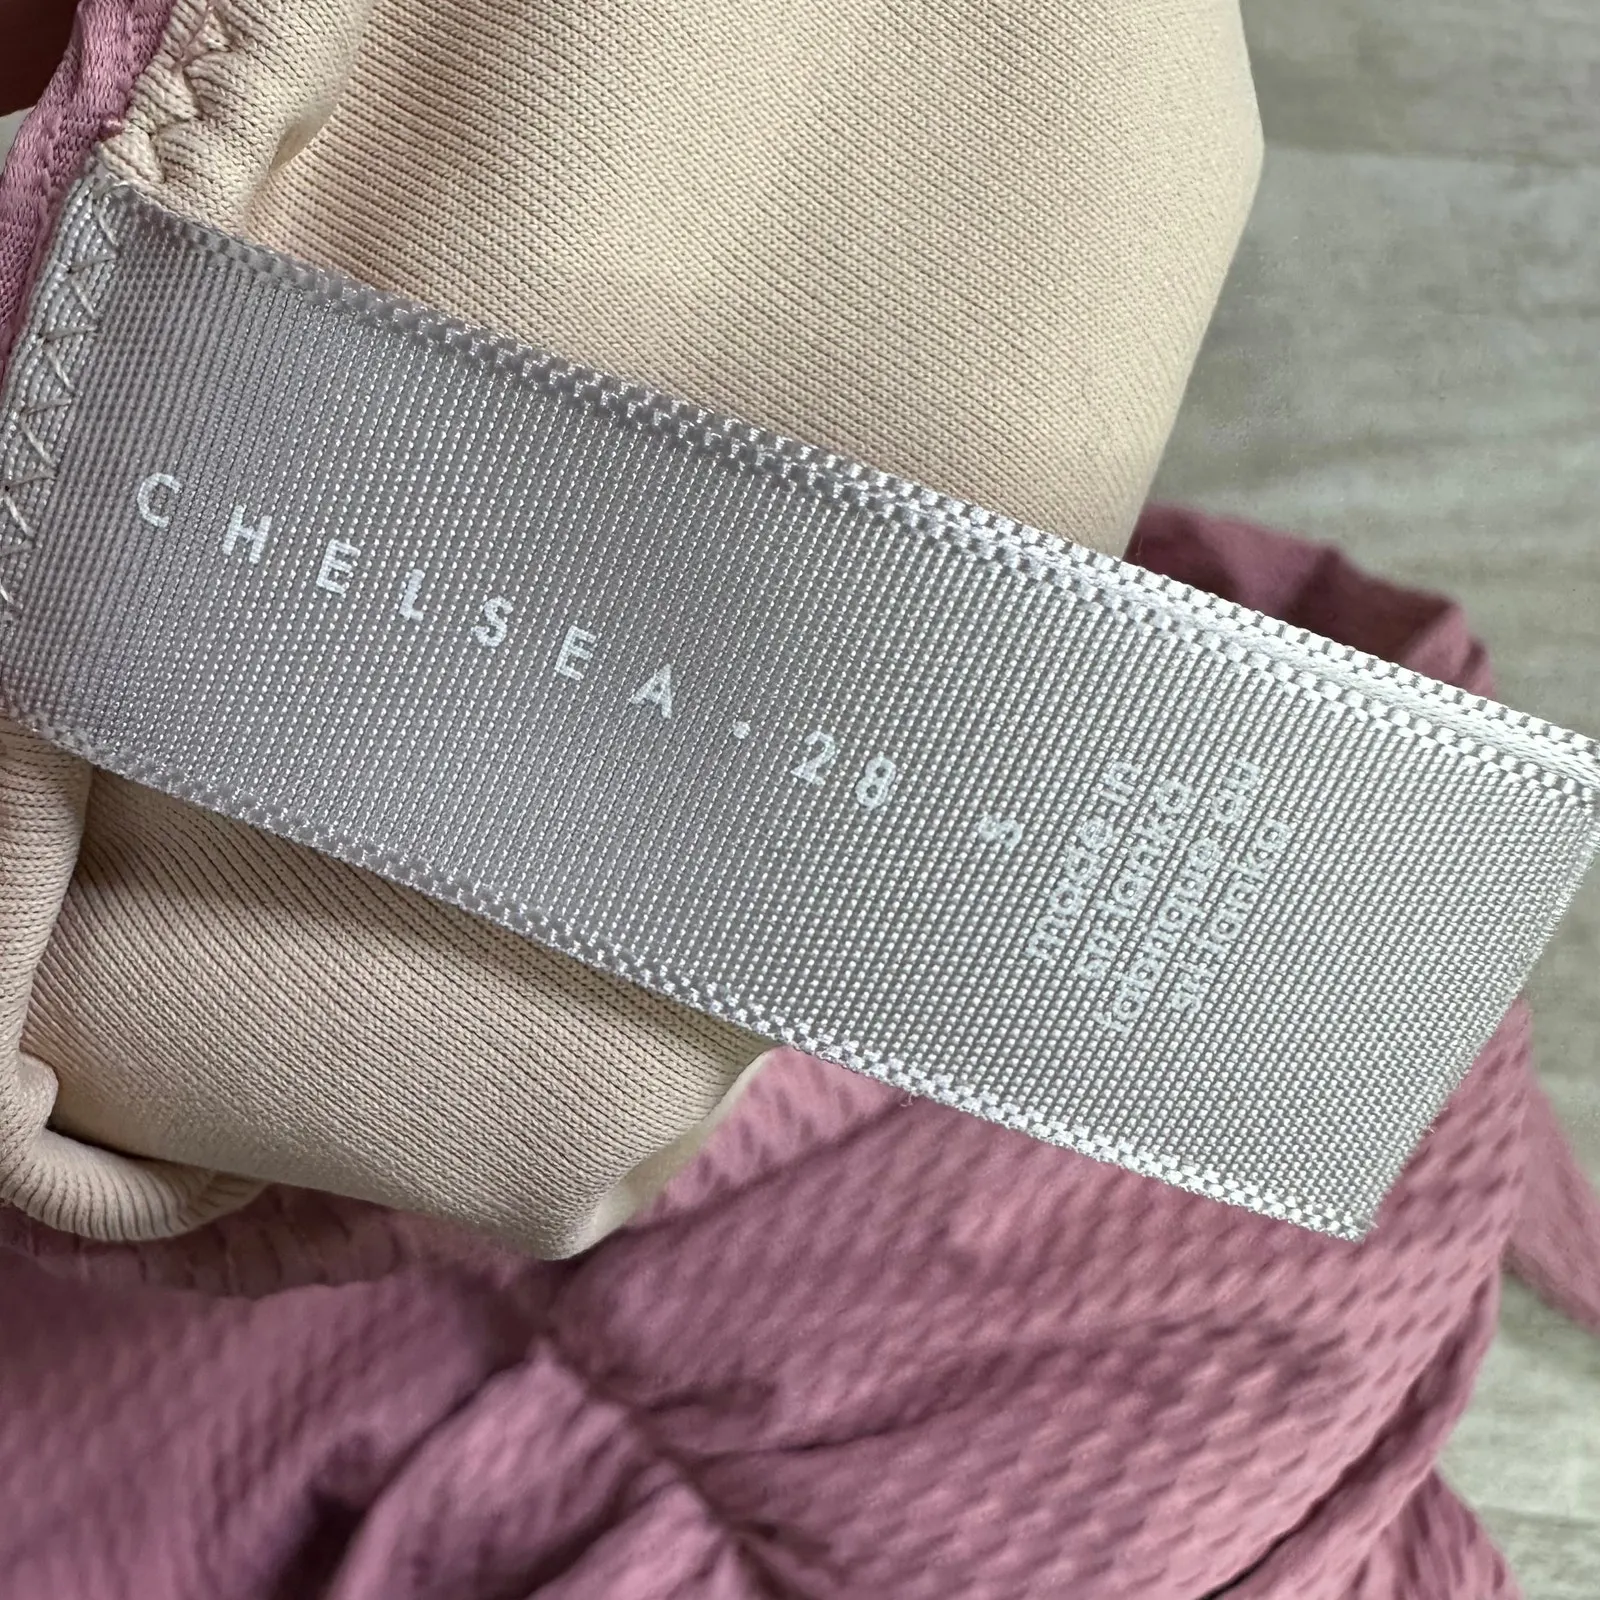 CHELSEA·28
s
made in
sri lanka
fabriqué au
sri lanka